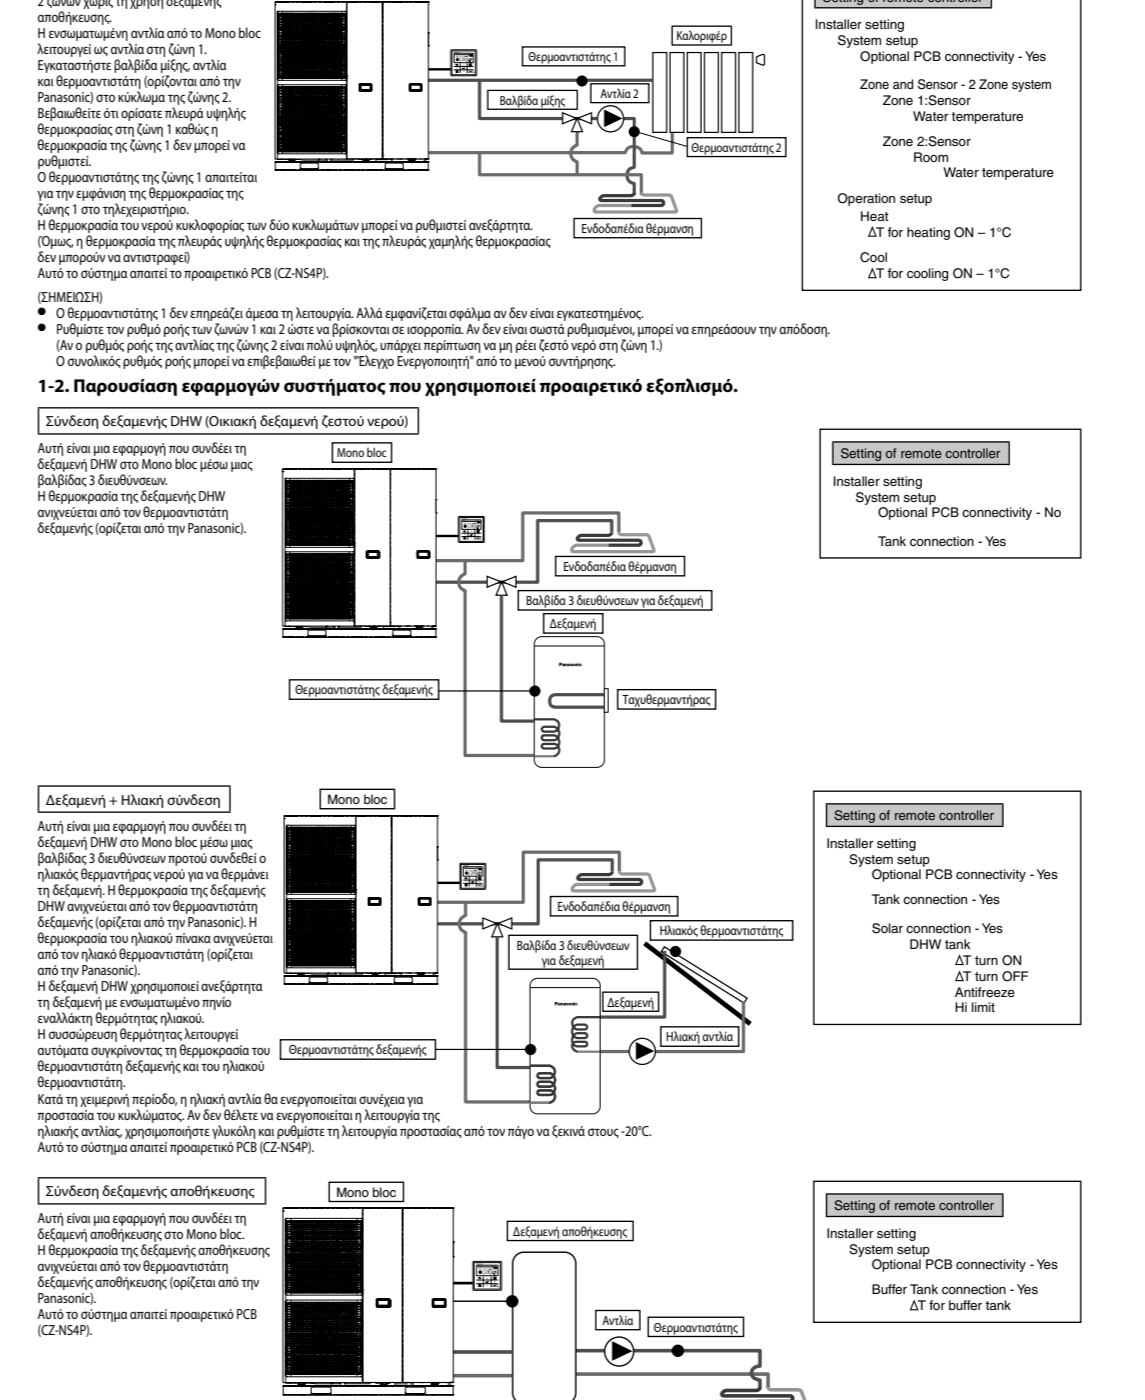 2 ζωνών χωρίς τη χρήση δεξαμενής
αποθήκευσης.
Η ενσωματωμένη αντλία από το Mono bloc
λειτουργεί ως αντλία στη ζώνη 1.
Εγκαταστήστε βαλβίδα μίξης, αντλία
και θερμοαντιστάτη (ορίζονται από την
Panasonic) στο κύκλωμα της ζώνης 2.
Βεβαιωθείτε ότι ορίσατε πλευρά υψηλής
θερμοκρασίας στη ζώνη 1 καθώς η
θερμοκρασία της ζώνης 1 δεν μπορεί να
ρυθμιστεί.
Ο θερμοαντιστάτης της ζώνης 1 απαιτείται
για την εμφάνιση της θερμοκρασίας της
ζώνης 1 στο τηλεχειριστήριο.
Η θερμοκρασία του νερού κυκλοφορίας των δύο κυκλωμάτων μπορεί να ρυθμιστεί ανεξάρτητα.
(Όμως, η θερμοκρασία της πλευράς υψηλής θερμοκρασίας και της πλευράς χαμηλής θερμοκρασίας
δεν μπορούν να αντιστραφεί)
Αυτό το σύστημα απαιτεί το προαιρετικό PCB (CZ-NS4P).
Καλοριφέρ
Θερμοαντιστάτης 1
Αντλία 2
Βαλβίδα μίξης
Θερμοαντιστάτης 2
Ενδοδαπέδια θέρμανση
Setting of remote controller
Installer setting
System setup
Optional PCB connectivity - Yes
Zone and Sensor - 2 Zone system
Zone 1:Sensor
Water temperature
Zone 2:Sensor
Room
Water temperature
Operation setup
Heat
ΔT for heating ON – 1°C
Cool
ΔT for cooling ON – 1°C
(ΣΗΜΕΙΩΣΗ)
● Ο θερμοαντιστάτης 1 δεν επηρεάζει άμεσα τη λειτουργία. Αλλά εμφανίζεται σφάλμα αν δεν είναι εγκατεστημένος.
● Ρυθμίστε τον ρυθμό ροής των ζωνών 1 και 2 ώστε να βρίσκονται σε ισορροπία. Αν δεν είναι σωστά ρυθμισμένοι, μπορεί να επηρεάσουν την απόδοση.
(Αν ο ρυθμός ροής της αντλίας της ζώνης 2 είναι πολύ υψηλός, υπάρχει περίπτωση να μη ρέει ζεστό νερό στη ζώνη 1.)
Ο συνολικός ρυθμός ροής μπορεί να επιβεβαιωθεί με τον "Έλεγχο Ενεργοποιητή" από το μενού συντήρησης.
1-2. Παρουσίαση εφαρμογών συστήματος που χρησιμοποιεί προαιρετικό εξοπλισμό.
Σύνδεση δεξαμενής DHW (Οικιακή δεξαμενή ζεστού νερού)
Αυτή είναι μια εφαρμογή που συνδέει τη
δεξαμενή DHW στο Mono bloc μέσω μιας
βαλβίδας 3 διευθύνσεων.
Η θερμοκρασία της δεξαμενής DHW
ανιχνεύεται από τον θερμοαντιστάτη
δεξαμενής (ορίζεται από την Panasonic).
Mono bloc
Ενδοδαπέδια θέρμανση
Βαλβίδα 3 διευθύνσεων για δεξαμενή
Δεξαμενή
Panasonic
Θερμοαντιστάτης δεξαμενής
Ταχυθερμαντήρας
Setting of remote controller
Installer setting
System setup
Optional PCB connectivity - No
Tank connection - Yes
Δεξαμενή + Ηλιακή σύνδεση
Αυτή είναι μια εφαρμογή που συνδέει τη
δεξαμενή DHW στο Mono bloc μέσω μιας
βαλβίδας 3 διευθύνσεων προτού συνδεθεί ο
ηλιακός θερμαντήρας νερού για να θερμάνει
τη δεξαμενή. Η θερμοκρασία της δεξαμενής
DHW ανιχνεύεται από τον θερμοαντιστάτη
δεξαμενής (ορίζεται από την Panasonic). Η
θερμοκρασία του ηλιακού πίνακα ανιχνεύεται
από τον ηλιακό θερμοαντιστάτη (ορίζεται
από την Panasonic).
Η δεξαμενή DHW χρησιμοποιεί ανεξάρτητα
τη δεξαμενή με ενσωματωμένο πηνίο
εναλλάκτη θερμότητας ηλιακού.
Η συσσώρευση θερμότητας λειτουργεί
αυτόματα συγκρίνοντας τη θερμοκρασία του
θερμοαντιστάτη δεξαμενής και του ηλιακού
θερμοαντιστάτη.
Κατά τη χειμερινή περίοδο, η ηλιακή αντλία θα ενεργοποιείται συνέχεια για
προστασία του κυκλώματος. Αν δεν θέλετε να ενεργοποιείται η λειτουργία της
ηλιακής αντλίας, χρησιμοποιήστε γλυκόλη και ρυθμίστε τη λειτουργία προστασίας από τον πάγο να ξεκινά στους -20°C.
Αυτό το σύστημα απαιτεί προαιρετικό PCB (CZ-NS4P).
Mono bloc
Ενδοδαπέδια θέρμανση
Ηλιακός θερμοαντιστάτης
Βαλβίδα 3 διευθύνσεων
για δεξαμενή
Panasonic
Δεξαμενή
Ηλιακή αντλία
Θερμοαντιστάτης δεξαμενής
Setting of remote controller
Installer setting
System setup
Optional PCB connectivity - Yes
Tank connection - Yes
Solar connection - Yes
DHW tank
ΔT turn ON
ΔT turn OFF
Antifreeze
Hi limit
Σύνδεση δεξαμενής αποθήκευσης
Αυτή είναι μια εφαρμογή που συνδέει τη
δεξαμενή αποθήκευσης στο Mono bloc.
Η θερμοκρασία της δεξαμενής αποθήκευσης
ανιχνεύεται από τον θερμοαντιστάτη
δεξαμενής αποθήκευσης (ορίζεται από την
Panasonic).
Αυτό το σύστημα απαιτεί προαιρετικό PCB
(CZ-NS4P).
Mono bloc
Δεξαμενή αποθήκευσης
Αντλία
Θερμοαντιστάτης
Setting of remote controller
Installer setting
System setup
Optional PCB connectivity - Yes
Buffer Tank connection - Yes
ΔT for buffer tank